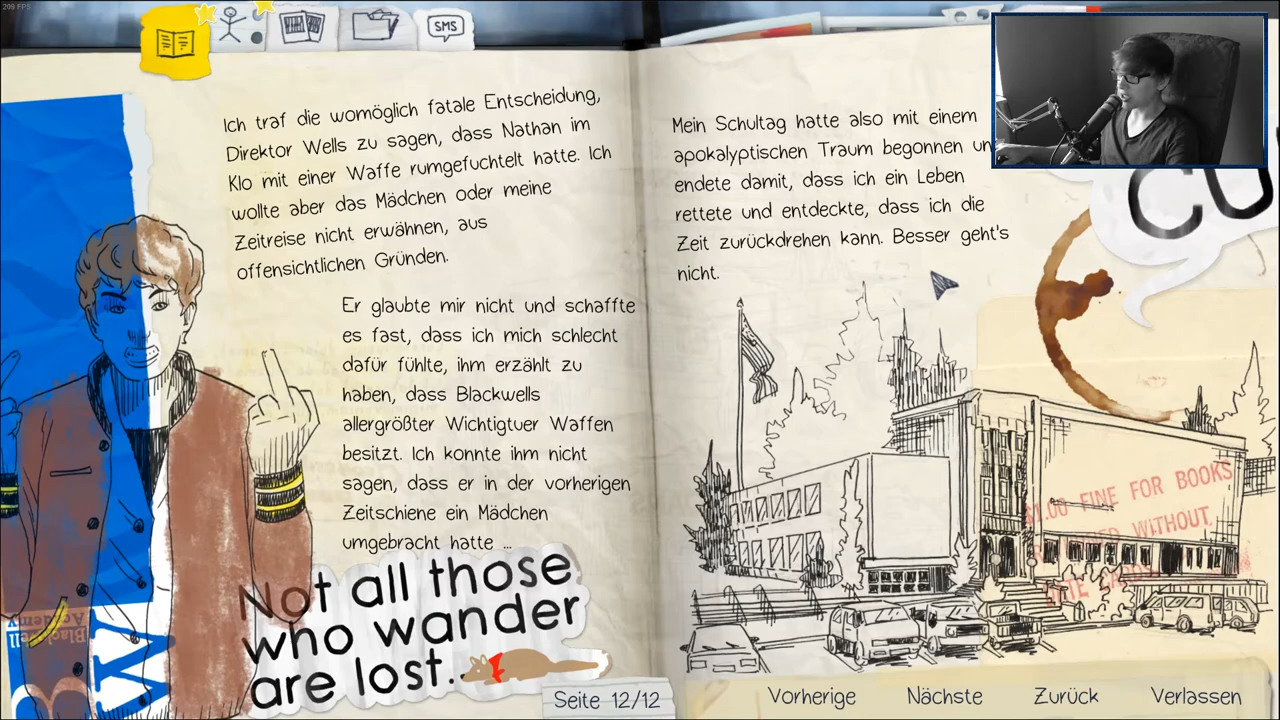 209 FPS
SMS
Ich traf die womöglich fatale Entscheidung,
Direktor Wells zu sagen, dass Nathan im
Klo mit einer Waffe rumgefuchtelt hatte. Ich
wollte aber das Mädchen oder meine
Zeitreise nicht erwähnen, aus
offensichtlichen Gründen.
Er glaubte mir nicht und schaffte
es fast, dass ich mich schlecht
dafür fühlte, ihm erzählt zu
haben, dass Blackwells
allergrößter Wichtigtuer Waffen
besitzt. Ich konnte ihm nicht
sagen, dass er in der vorherigen
Zeitschiene ein Mädchen
umgebracht hatte ...
Not all those
who wander
are lost.
Blackwell
Academy
Mein Schultag hatte also mit einem
apokalyptischen Traum begonnen un
endete damit, dass ich ein Leben
rettete und entdeckte, dass ich die
Zeit zurückdrehen kann. Besser geht's
nicht.
$1.00 FINE FOR BOOKS
WITHOUT
Seite 12/12
Vorherige
Nächste
Zurück
Verlassen